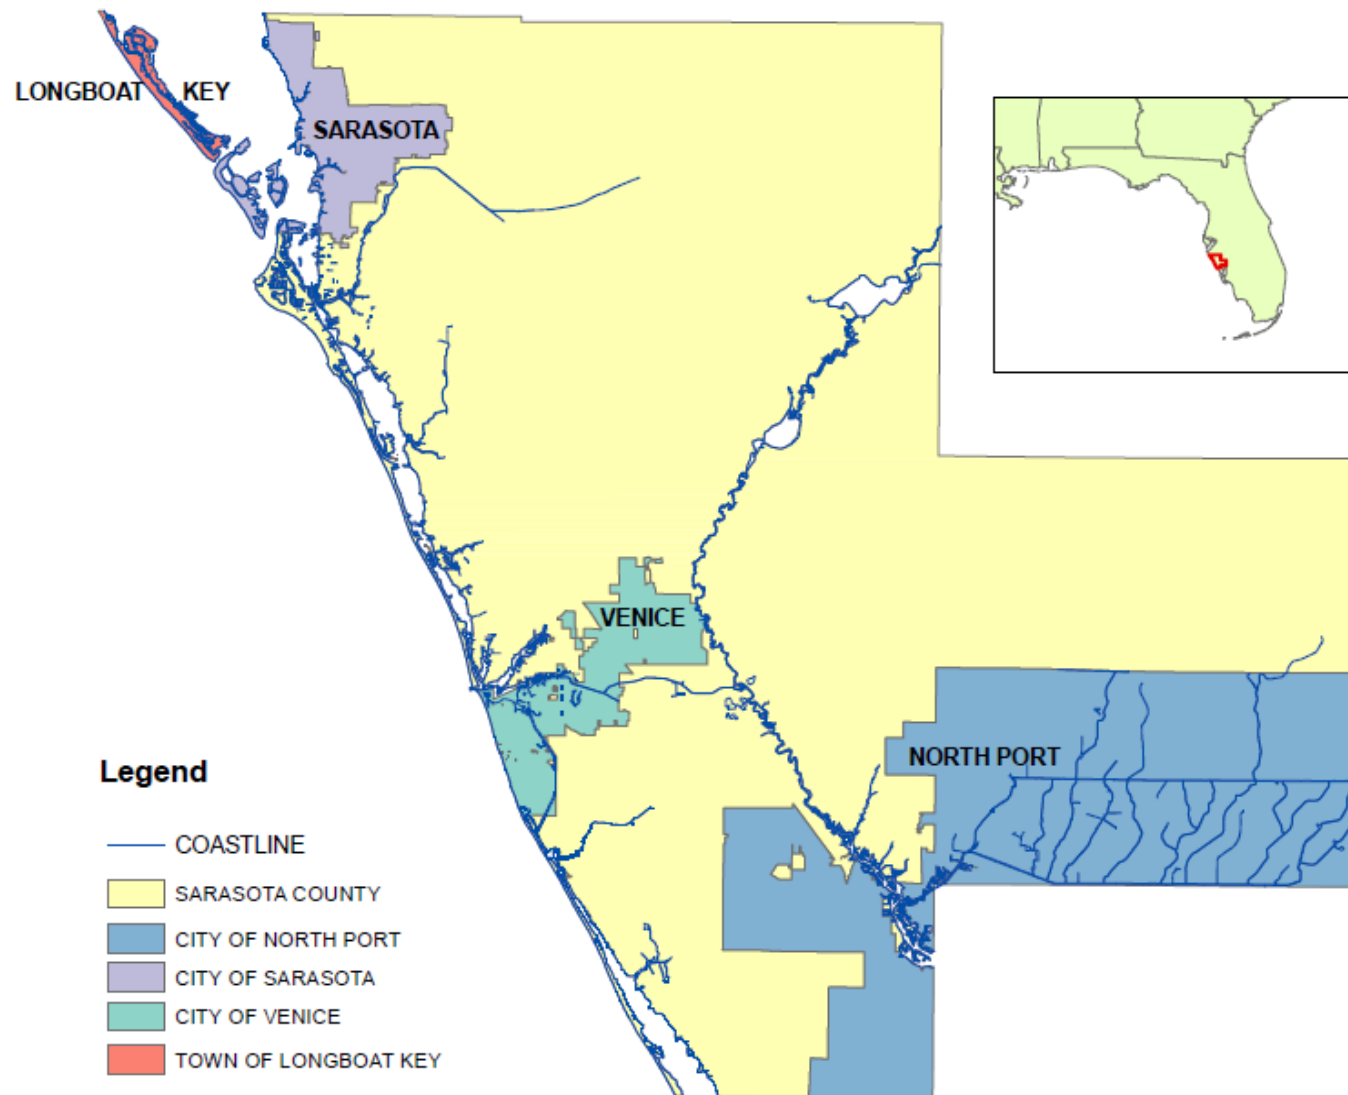 LONGBOAT KEY
SARASOTA
VENICE
NORTH PORT
Legend
COASTLINE
SARASOTA COUNTY
CITY OF NORTH PORT
CITY OF SARASOTA
CITY OF VENICE
TOWN OF LONGBOAT KEY